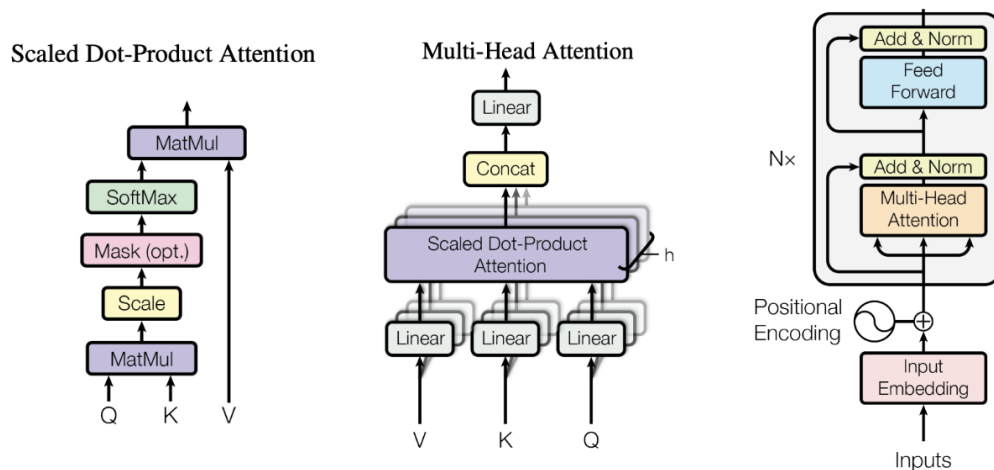 Scaled Dot-Product Attention
MatMul
SoftMax
Mask (opt.)
Scale
MatMul
Q K V
Multi-Head Attention
Linear
Concat
Scaled Dot-Product
Attention
h
Linear Linear Linear
V K Q
Add & Norm
Feed
Forward
N×
Add & Norm
Multi-Head
Attention
Positional
Encoding
Input
Embedding
Inputs